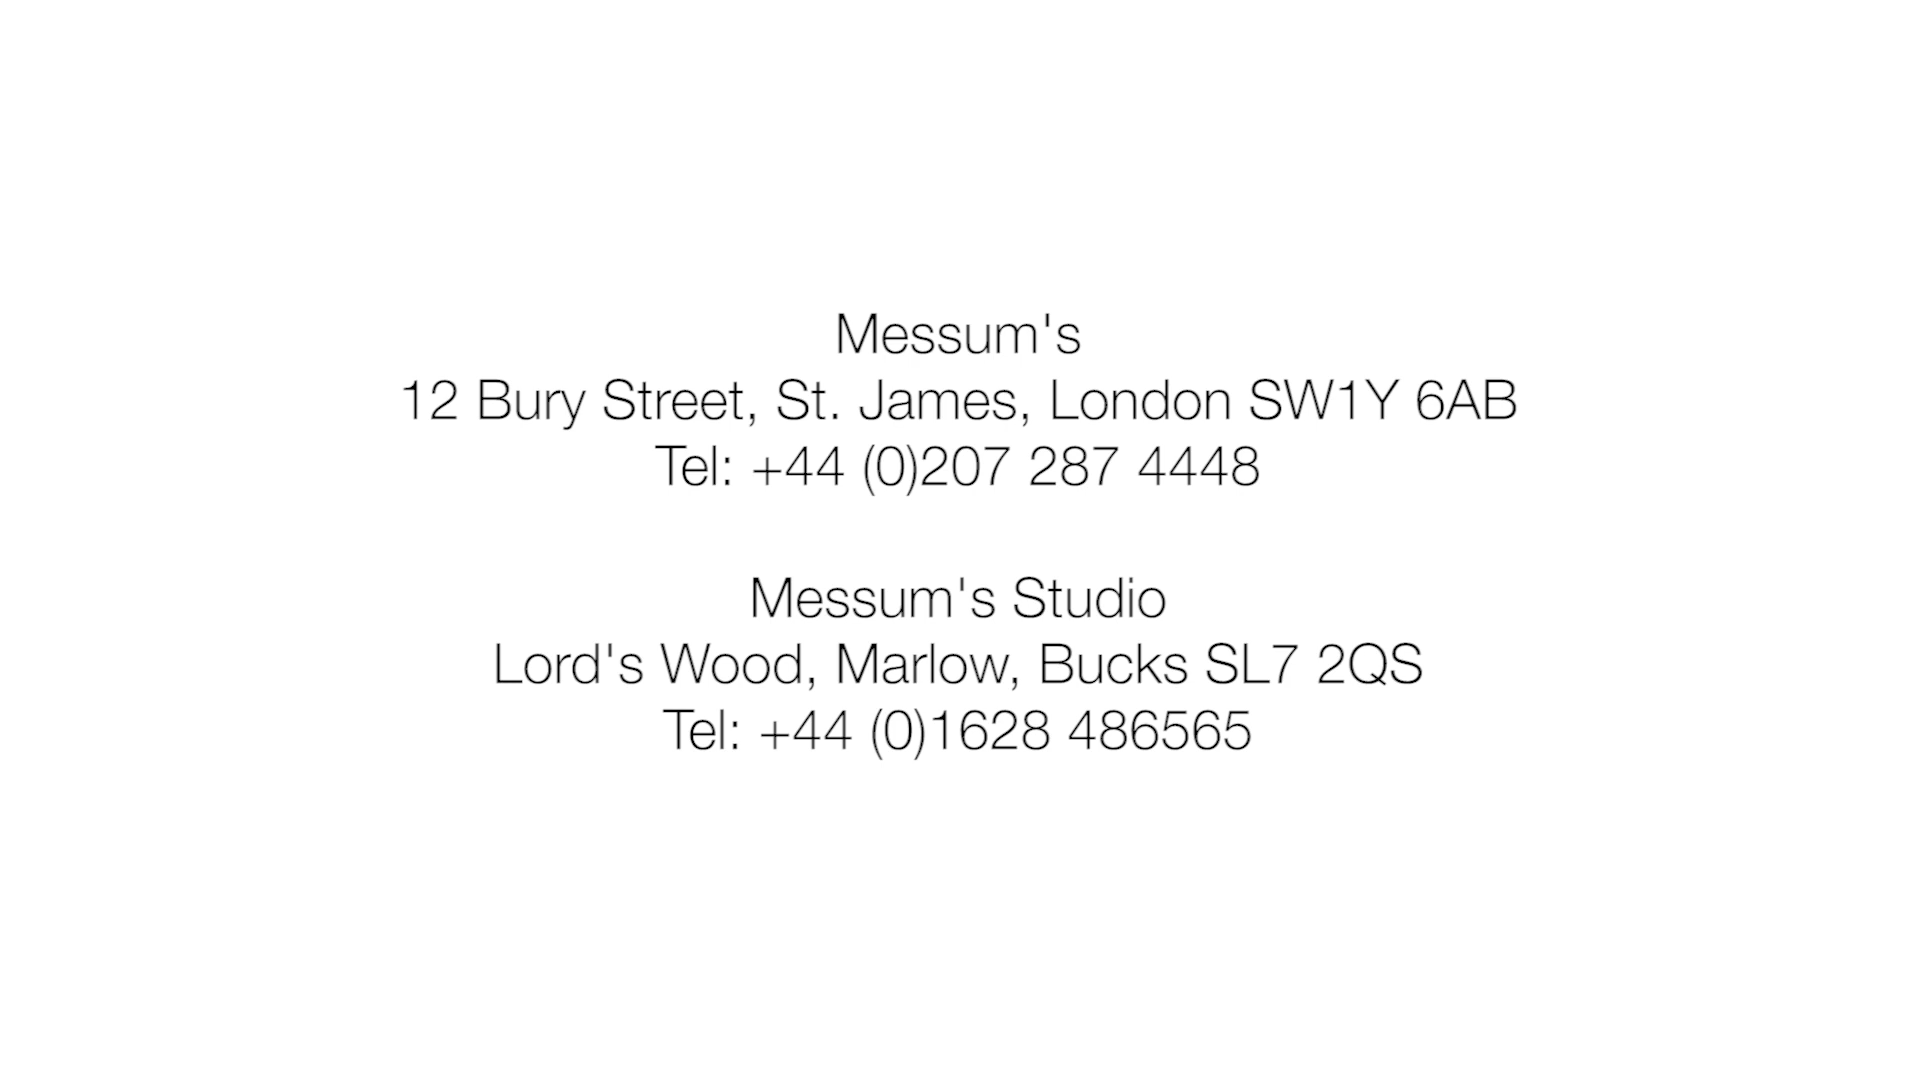 Messum's
12 Bury Street, St. James, London SW1Y 6AB
Tel: +44 (0)207 287 4448
Messum's Studio
Lord's Wood, Marlow, Bucks SL7 2QS
Tel: +44 (0)1628 486565